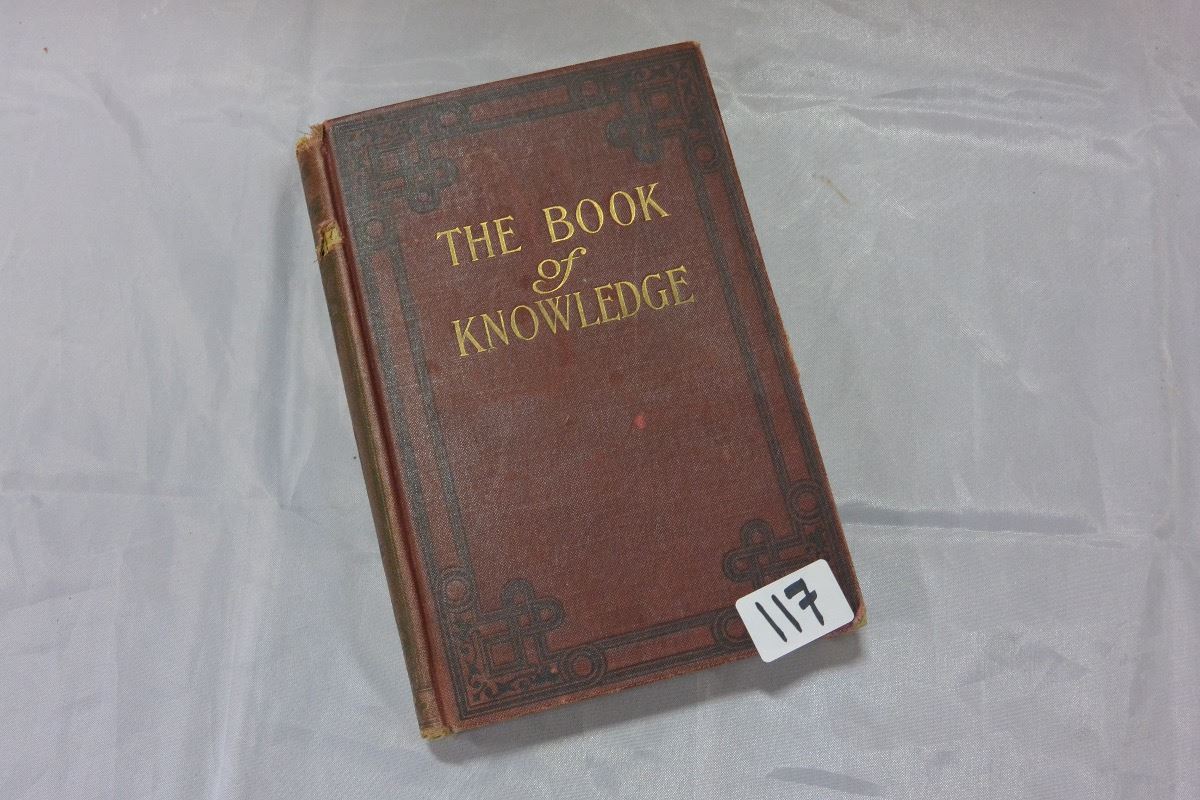 THE BOOK
of
KNOWLEDGE
117